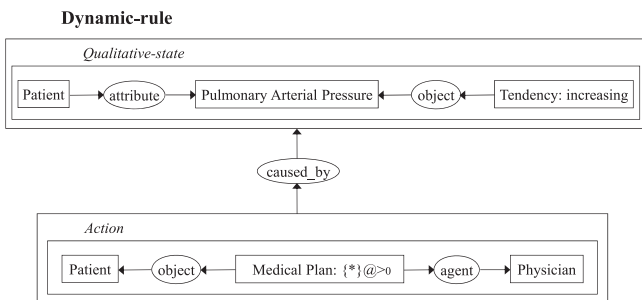 Dynamic-rule
Qualitative-state
Patient attribute Pulmonary Arterial Pressure object Tendency: increasing
caused_by
Action
Patient object Medical Plan: {*}@>0 agent Physician